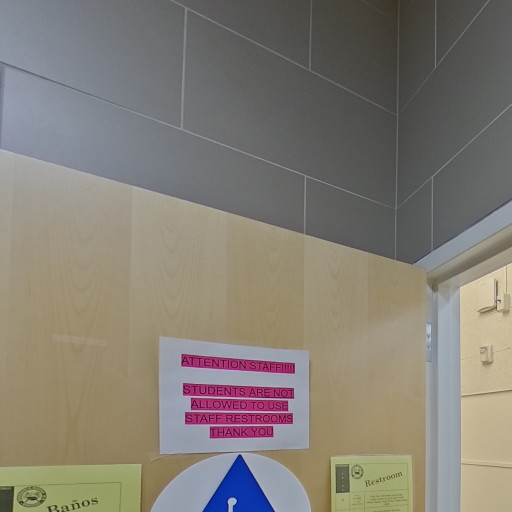 ATTENTION STAFF!!!!!
STUDENTS ARE NOT
ALLOWED TO USE
STAFF RESTROOMS
THANK YOU
Baños
Restroom